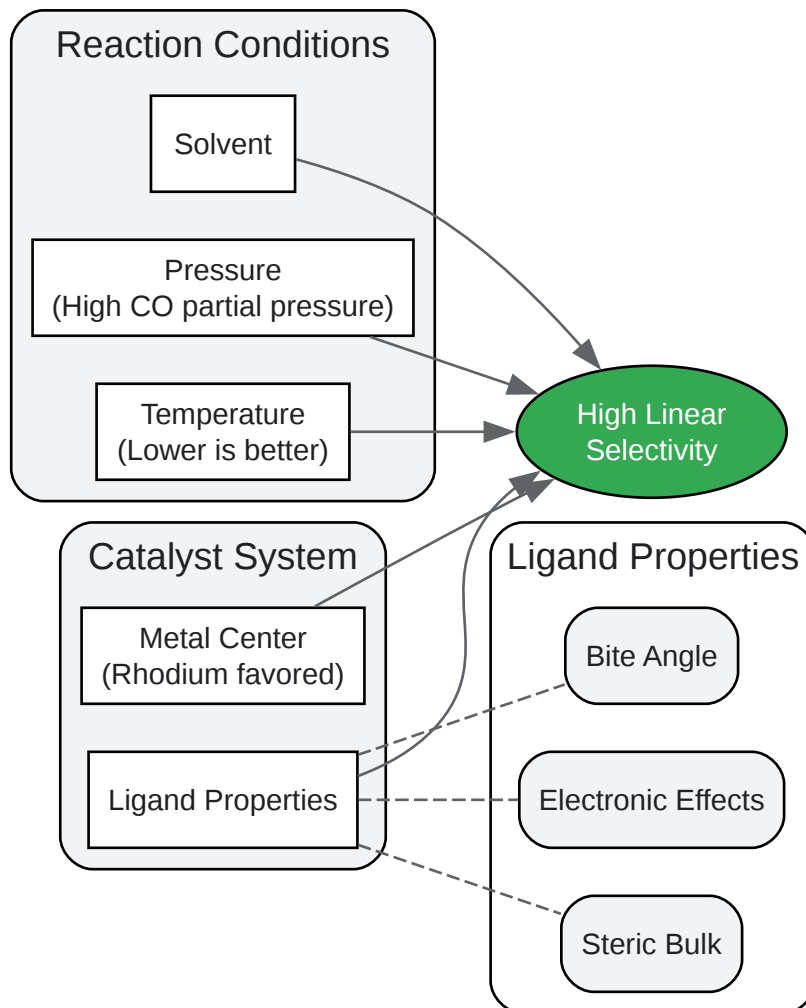 Reaction Conditions
Solvent
Pressure
(High CO partial pressure)
Temperature
(Lower is better)
High Linear
Selectivity
Catalyst System
Metal Center
(Rhodium favored)
Ligand Properties
Ligand Properties
Bite Angle
Electronic Effects
Steric Bulk